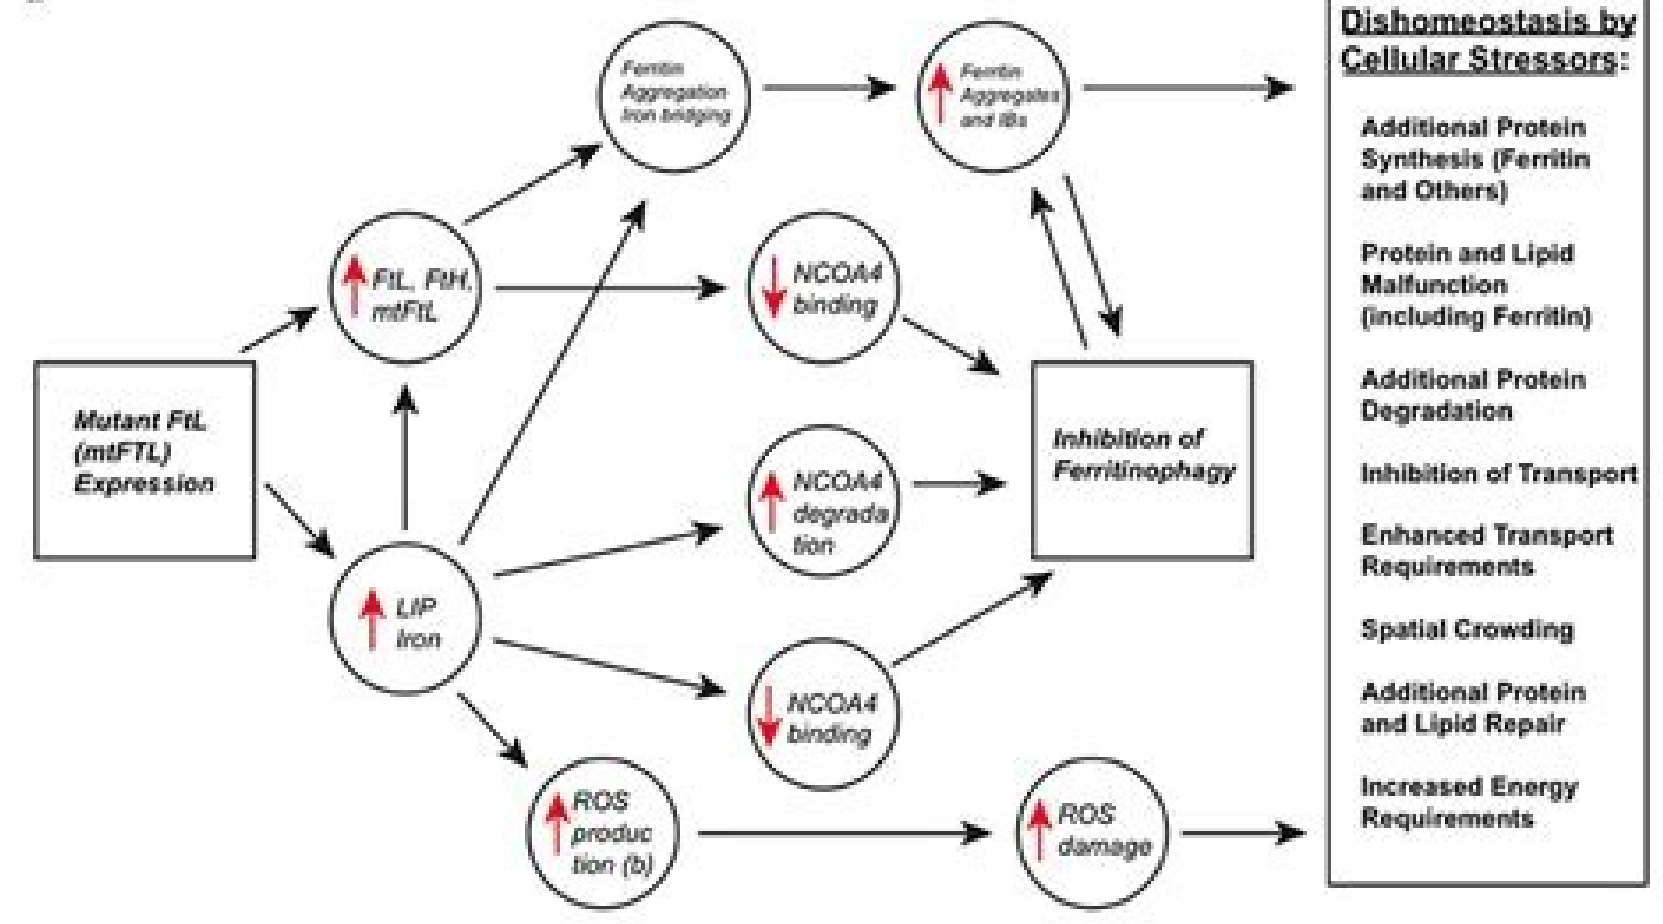 Ferritin
Aggregation
Iron bridging
Ferritin
Aggregates
and IBs
FtL, FtH,
mtFtL
NCOA4
binding
Mutant FtL
(mtFTL)
Expression
NCOA4
degrada
tion
Inhibition of
Ferritinophagy
LIP
Iron
NCOA4
binding
ROS
produc
tion (b)
ROS
damage
Dishomeostasis by
Cellular Stressors:
Additional Protein
Synthesis (Ferritin
and Others)
Protein and Lipid
Malfunction
(including Ferritin)
Additional Protein
Degradation
Inhibition of Transport
Enhanced Transport
Requirements
Spatial Crowding
Additional Protein
and Lipid Repair
Increased Energy
Requirements